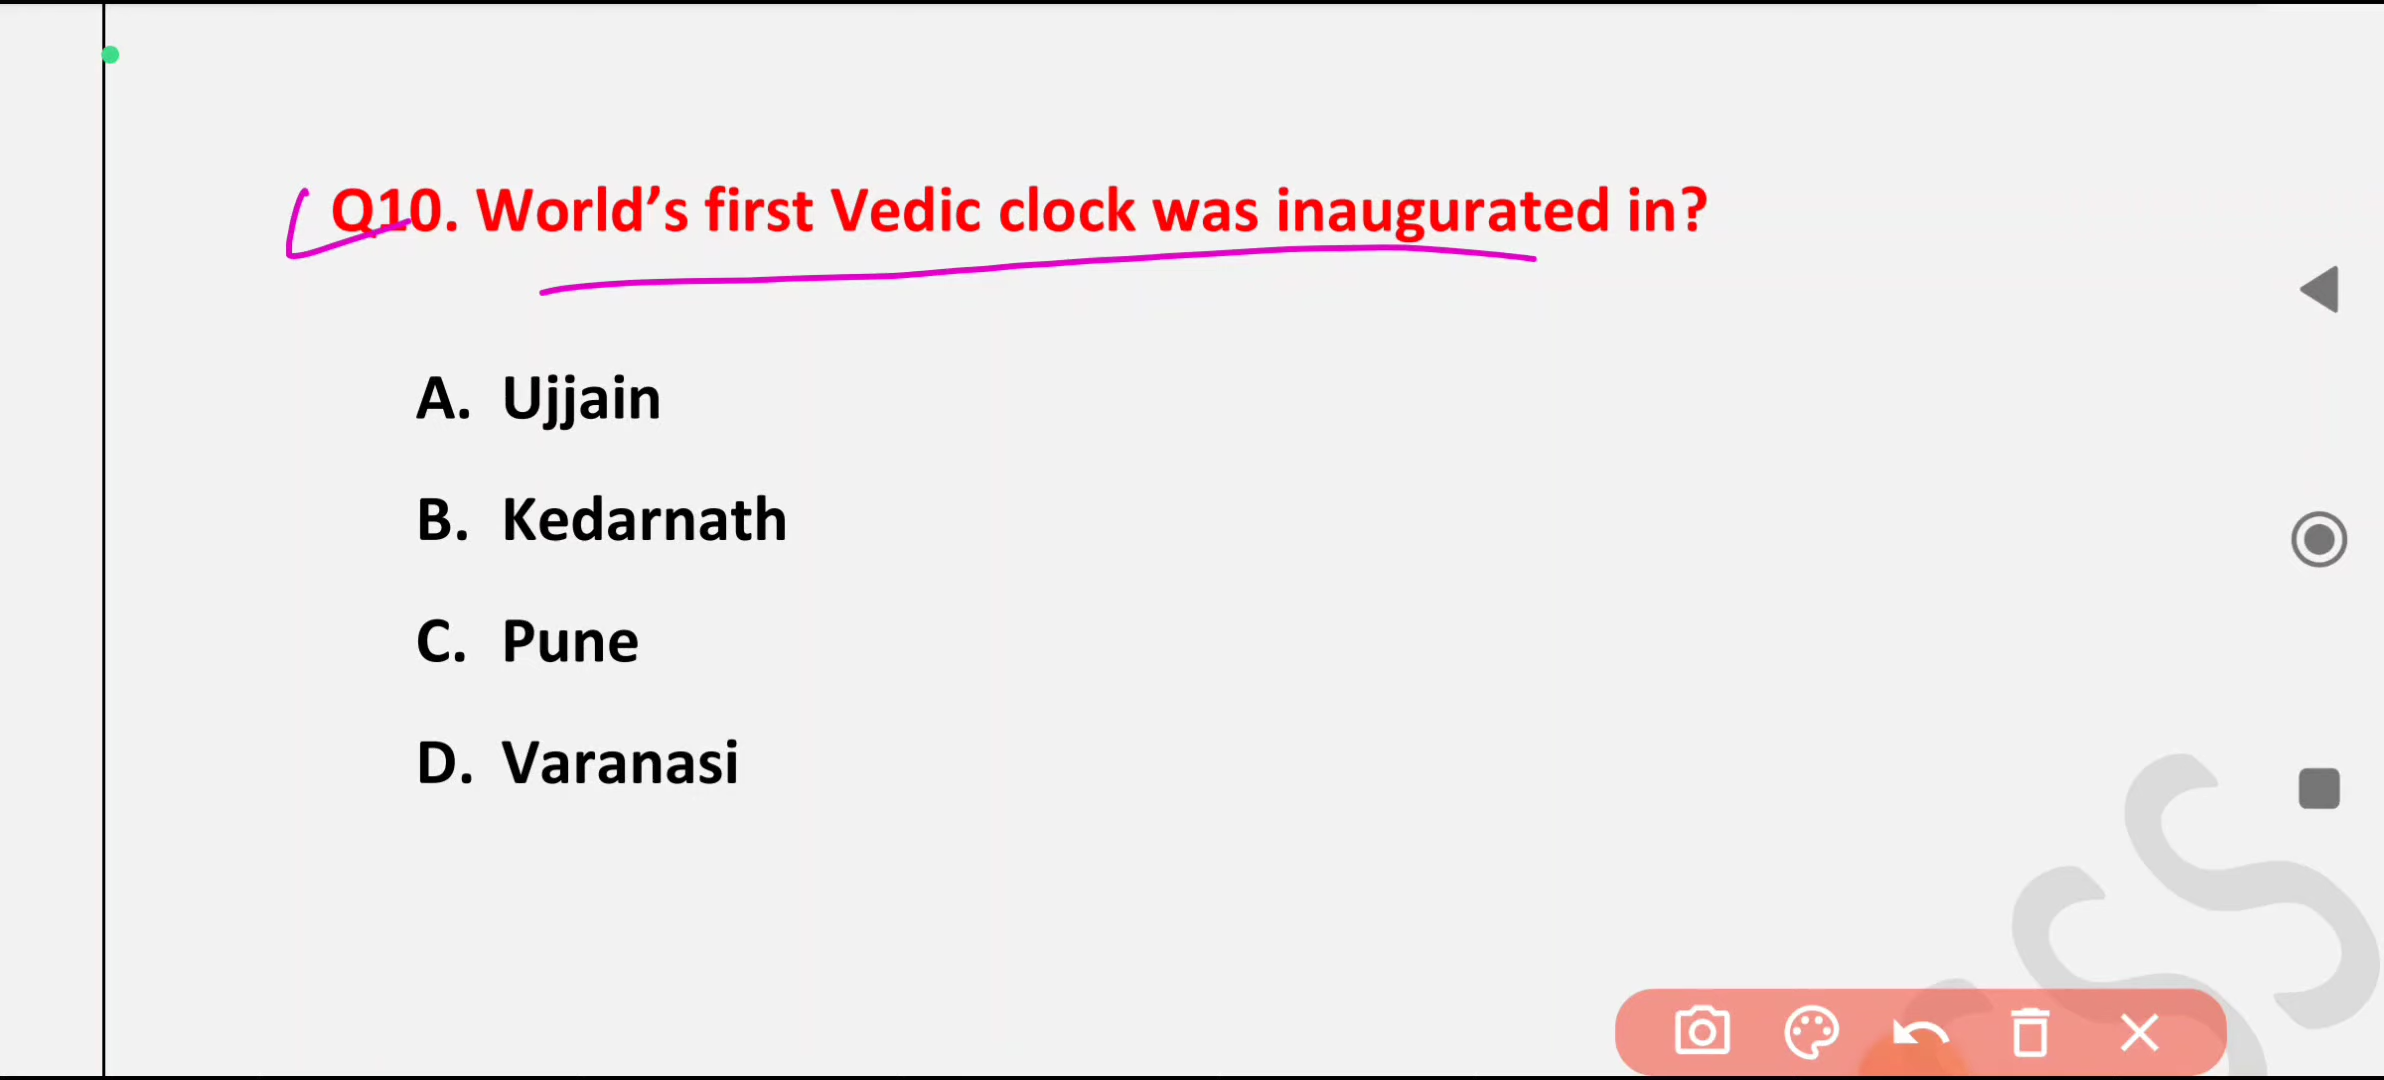 Q10. World’s first Vedic clock was inaugurated in?
A. Ujjain
B. Kedarnath
C. Pune
D. Varanasi